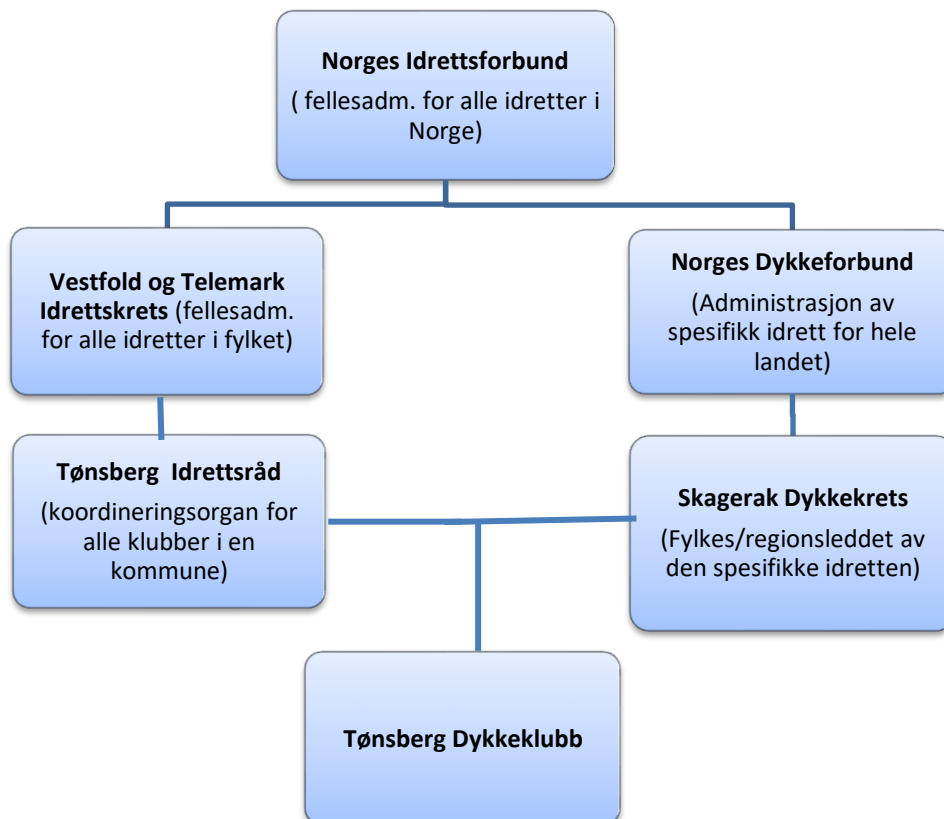 Norges Idrettsforbund
( fellesadm. for alle idretter i
Norge)
Vestfold og Telemark
Idrettskrets (fellesadm.
for alle idretter i fylket)
Norges Dykkeforbund
(Administrasjon av
spesifikk idrett for hele
landet)
Tønsberg  Idrettsråd
(koordineringsorgan for
alle klubber i en
kommune)
Skagerak Dykkekrets
(Fylkes/regionsleddet av
den spesifikke idretten)
Tønsberg Dykkeklubb